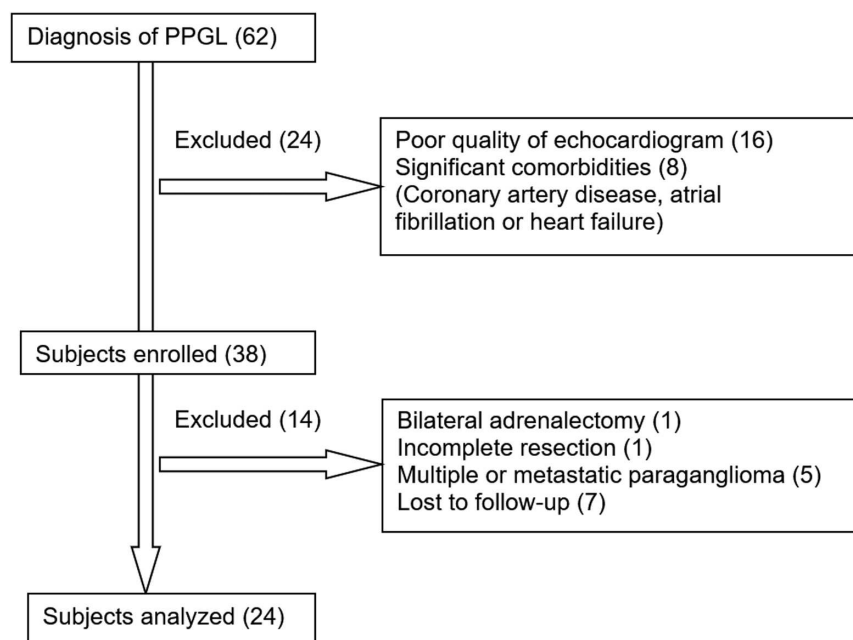 Diagnosis of PPGL (62)
Excluded (24)
Poor quality of echocardiogram (16)
Significant comorbidities (8)
(Coronary artery disease, atrial
fibrillation or heart failure)
Subjects enrolled (38)
Excluded (14)
Bilateral adrenalectomy (1)
Incomplete resection (1)
Multiple or metastatic paraganglioma (5)
Lost to follow-up (7)
Subjects analyzed (24)